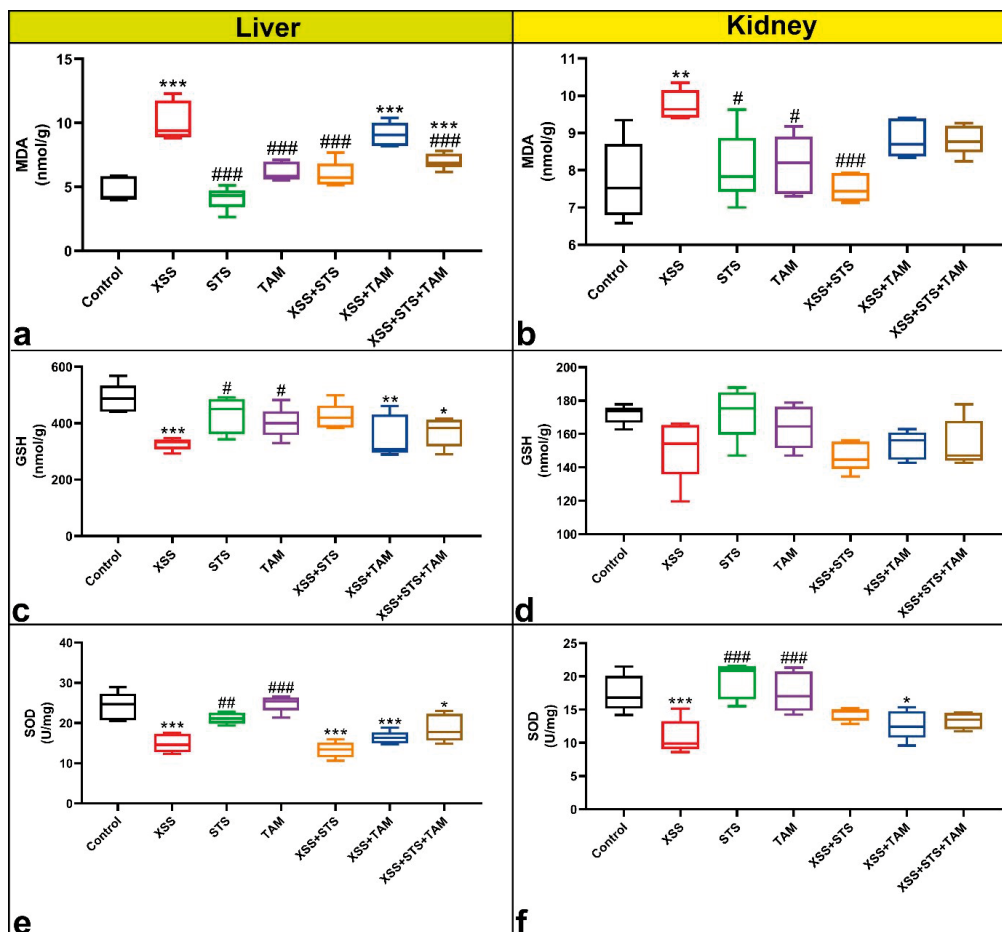 Liver
Kidney
MDA
(nmol/g)
15
10
5
0
***
###
###
###
***
***
###
Control
XSS
STS
TAM
XSS+STS
XSS+TAM
XSS+STS+TAM
a
MDA
(nmol/g)
11
10
9
8
7
6
**
#
#
###
Control
XSS
STS
TAM
XSS+STS
XSS+TAM
XSS+STS+TAM
b
GSH
(nmol/g)
600
400
200
0
***
#
#
**
*
Control
XSS
STS
TAM
XSS+STS
XSS+TAM
XSS+STS+TAM
c
GSH
(nmol/g)
200
180
160
140
120
100
Control
XSS
STS
TAM
XSS+STS
XSS+TAM
XSS+STS+TAM
d
SOD
(U/mg)
40
30
20
10
0
***
##
###
***
***
*
Control
XSS
STS
TAM
XSS+STS
XSS+TAM
XSS+STS+TAM
e
SOD
(U/mg)
25
20
15
10
5
0
***
###
###
*
Control
XSS
STS
TAM
XSS+STS
XSS+TAM
XSS+STS+TAM
f